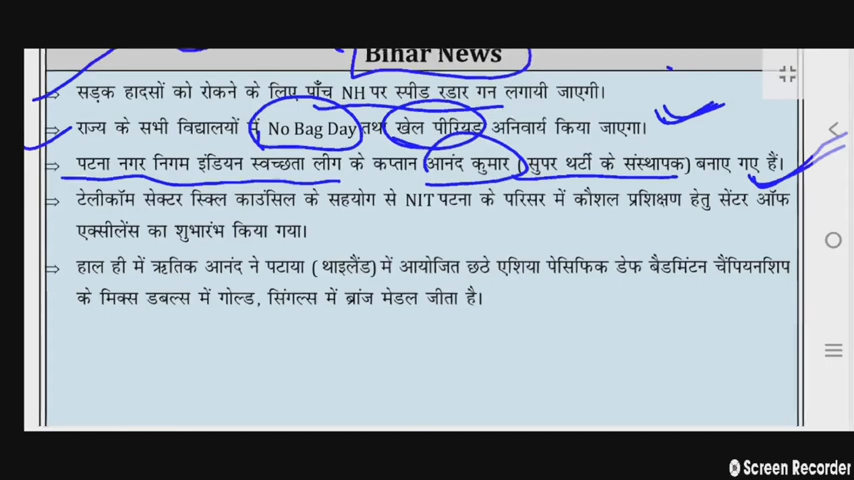 Bihar News
⇒ सड़क हादसों को रोकने के लिए पाँच NH पर स्पीड रडार गन लगायी जाएगी।
⇒ राज्य के सभी विद्यालयों में No Bag Day तथ खेल पीरियड अनिवार्य किया जाएगा।
⇒ पटना नगर निगम इंडियन स्वच्छता लीग के कप्तान आनंद कुमार (सुपर थर्टी के संस्थापक) बनाए गए हैं।
⇒ टेलीकॉम सेक्टर स्किल काउंसिल के सहयोग से NIT पटना के परिसर में कौशल प्रशिक्षण हेतु सेंटर ऑफ
एक्सीलेंस का शुभारंभ किया गया।
⇒ हाल ही में ऋतिक आनंद ने पटाया (थाइलैंड) में आयोजित छठे एशिया पेसिफिक डेफ बैडमिंटन चैंपियनशिप
के मिक्स डबल्स में गोल्ड, सिंगल्स में ब्रांज मेडल जीता है।
Screen Recorder